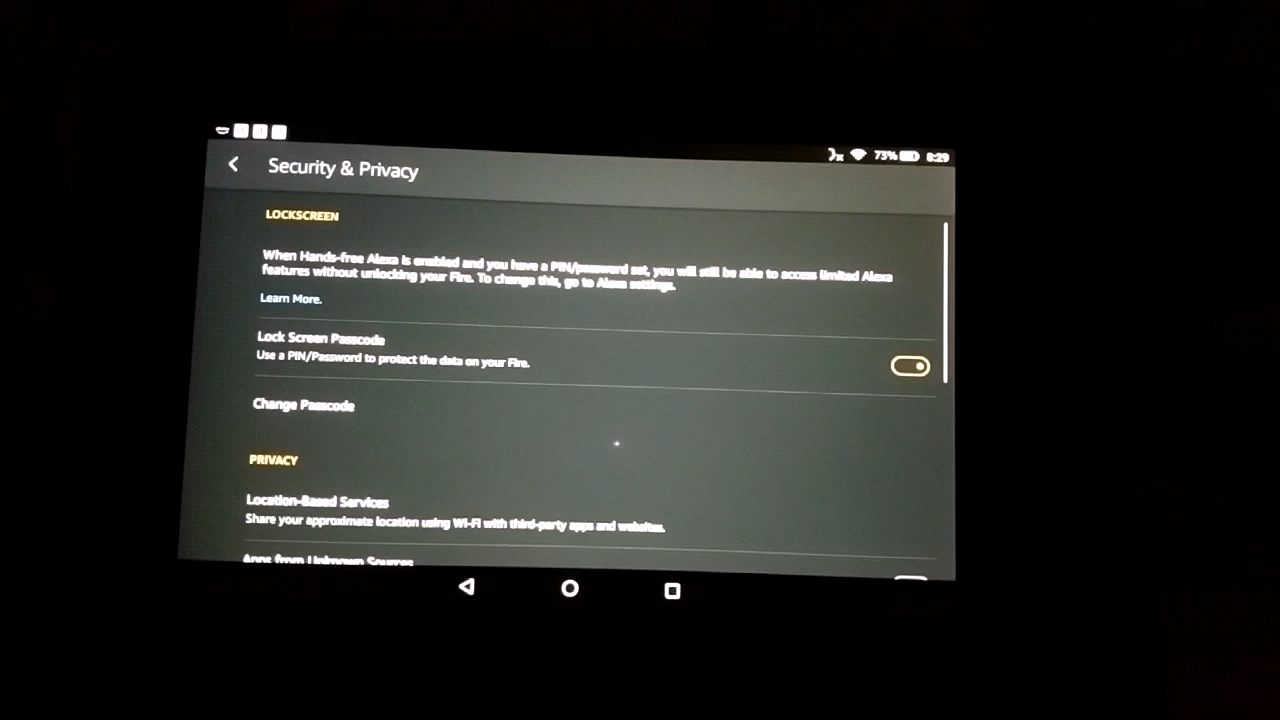 75% 8:29
Security & Privacy
LOCKSCREEN
When Hands-free Alexa is enabled and you have a PIN/password set, you will still be able to access limited Alexa
features without unlocking your Fire. To change this, go to Alexa settings.
Learn More.
Lock Screen Passcode
Use a PIN/Password to protect the data on your Fire.
Change Passcode
PRIVACY
Location-Based Services
Share your approximate location using Wi-Fi with third-party apps and websites.
Apps from Unknown Sources